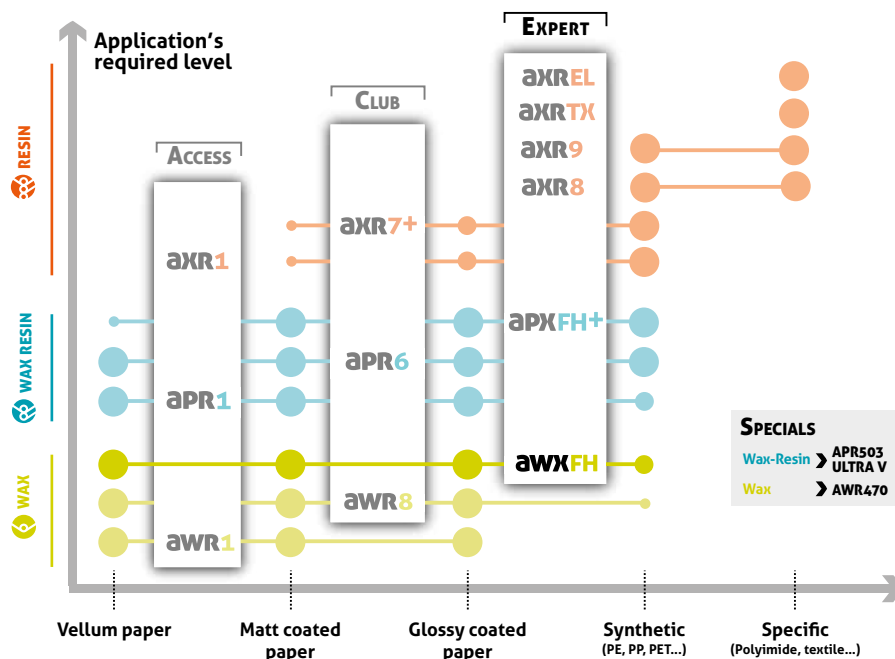 Application's
required level
EXPERT
CLUB
ACCESS
RESIN
WAX RESIN
WAX
aXREL
aXRTX
aXR9
aXR8
aXR7+
aXR1
aPXFH+
aPR6
aPR1
aWXFH
aWR8
aWR1
SPECIALS
Wax-Resin > APR503
ULTRA V
Wax > AWR470
Vellum paper
Matt coated
paper
Glossy coated
paper
Synthetic
(PE, PP, PET...)
Specific
(Polyimide, textile...)